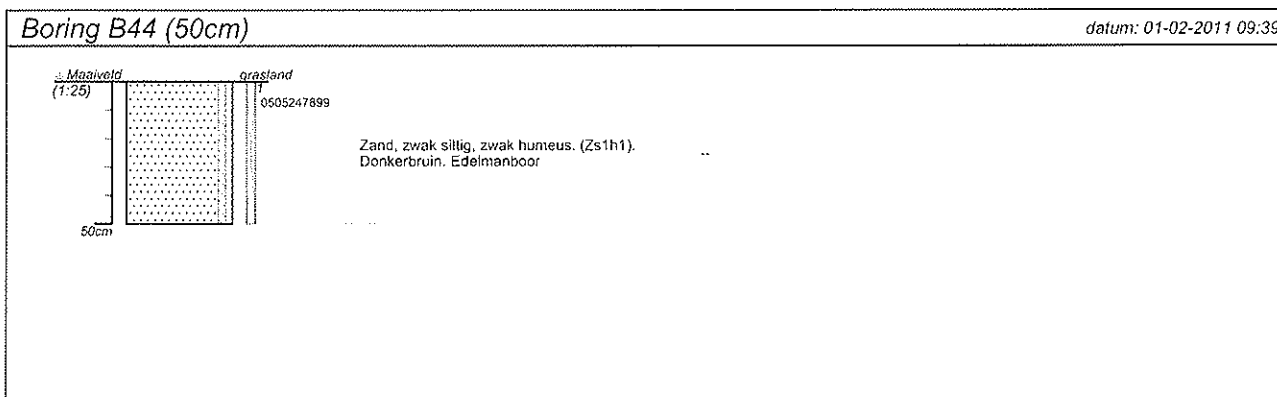 Boring B44 (50cm)
datum: 01-02-2011 09:39
Maaiveld
grasland
(1:25)
1
0505247899
Zand, zwak siltig, zwak humeus. (Zs1h1).
Donkerbruin. Edelmanboor
50cm